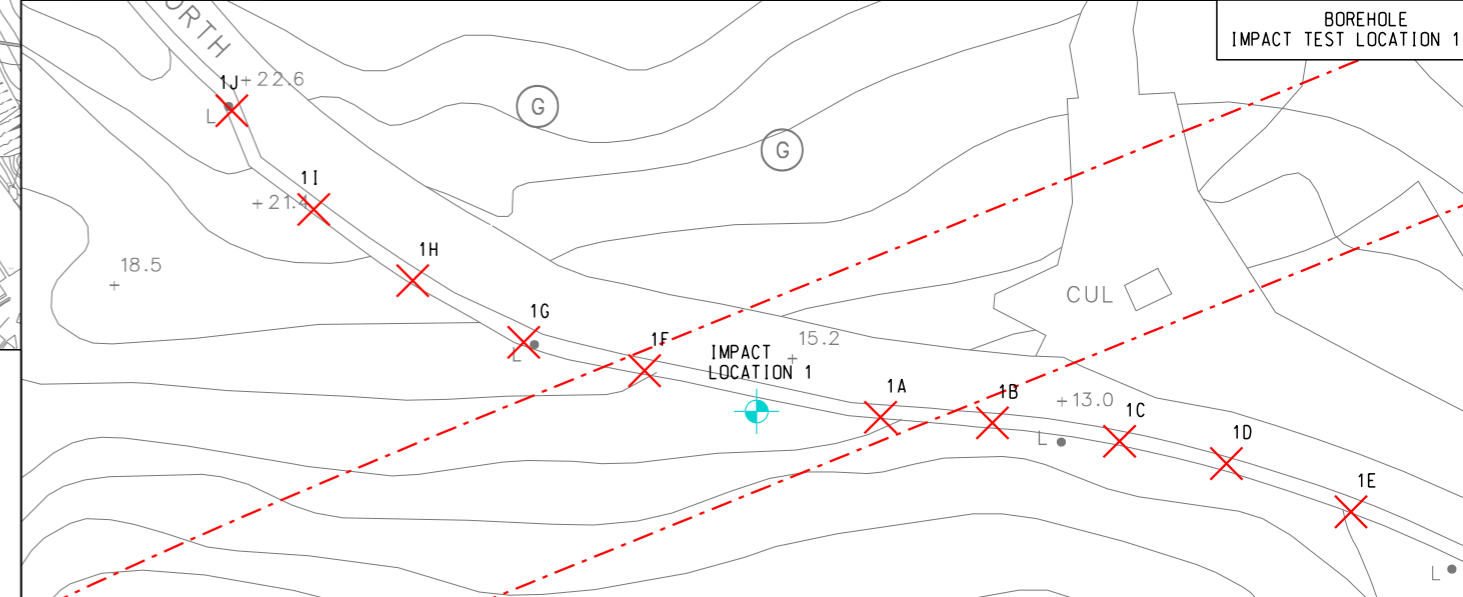 BOREHOLE
IMPACT TEST LOCATION 1
ORTH
1J
+22.6
L
G
G
1I
+21.4
1H
18.5
+
CUL
1G
L
1F
IMPACT
LOCATION 1
15.2
+
1A
1B
+13.0
1C
L
1D
1E
L